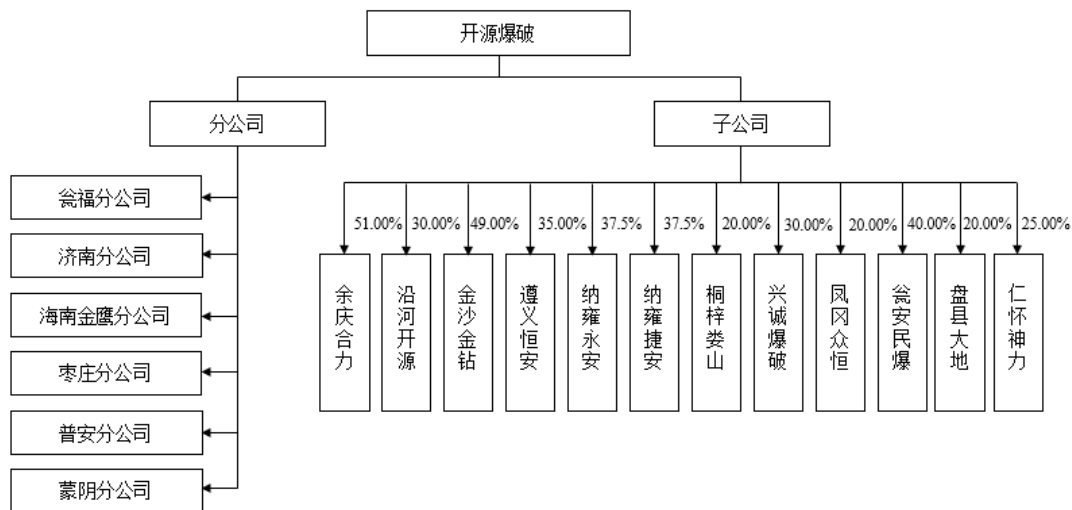 开源爆破
分公司
子公司
瓮福分公司
济南分公司
海南金鹰分公司
枣庄分公司
普安分公司
蒙阴分公司
51.00%
30.00%
49.00%
35.00%
37.5%
37.5%
20.00%
30.00%
20.00%
40.00%
20.00%
25.00%
余庆合力
沿河开源
金沙金钻
遵义恒安
纳雍永安
纳雍捷安
桐梓娄山
兴诚爆破
凤冈众恒
瓮安民爆
盘县大地
仁怀神力